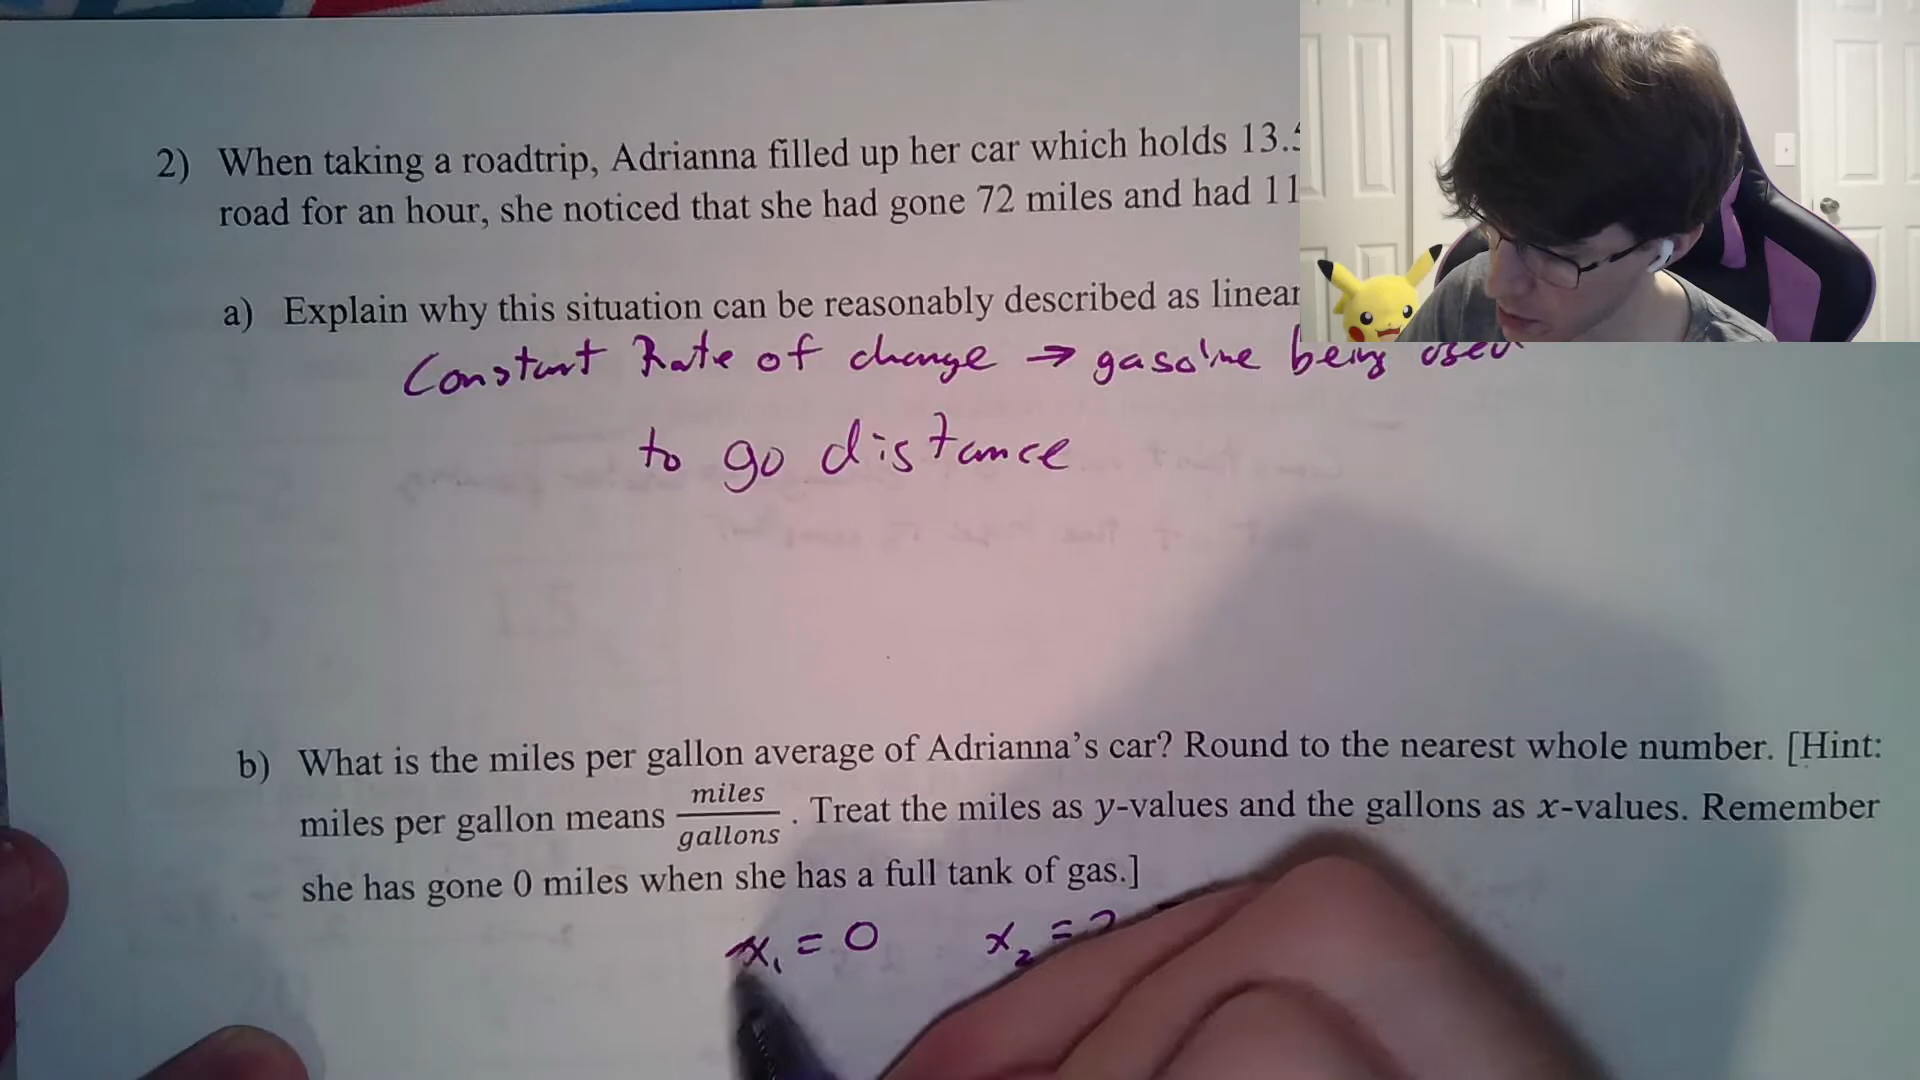 2) When taking a roadtrip, Adrianna filled up her car which holds 13.5
road for an hour, she noticed that she had gone 72 miles and had 11
a) Explain why this situation can be reasonably described as linear
Constant Rate of change → gasoline being used
to go distance
b) What is the miles per gallon average of Adrianna's car? Round to the nearest whole number. [Hint:
miles per gallon means miles/gallons . Treat the miles as y-values and the gallons as x-values. Remember
she has gone 0 miles when she has a full tank of gas.]
x₁ = 0 x₂ =